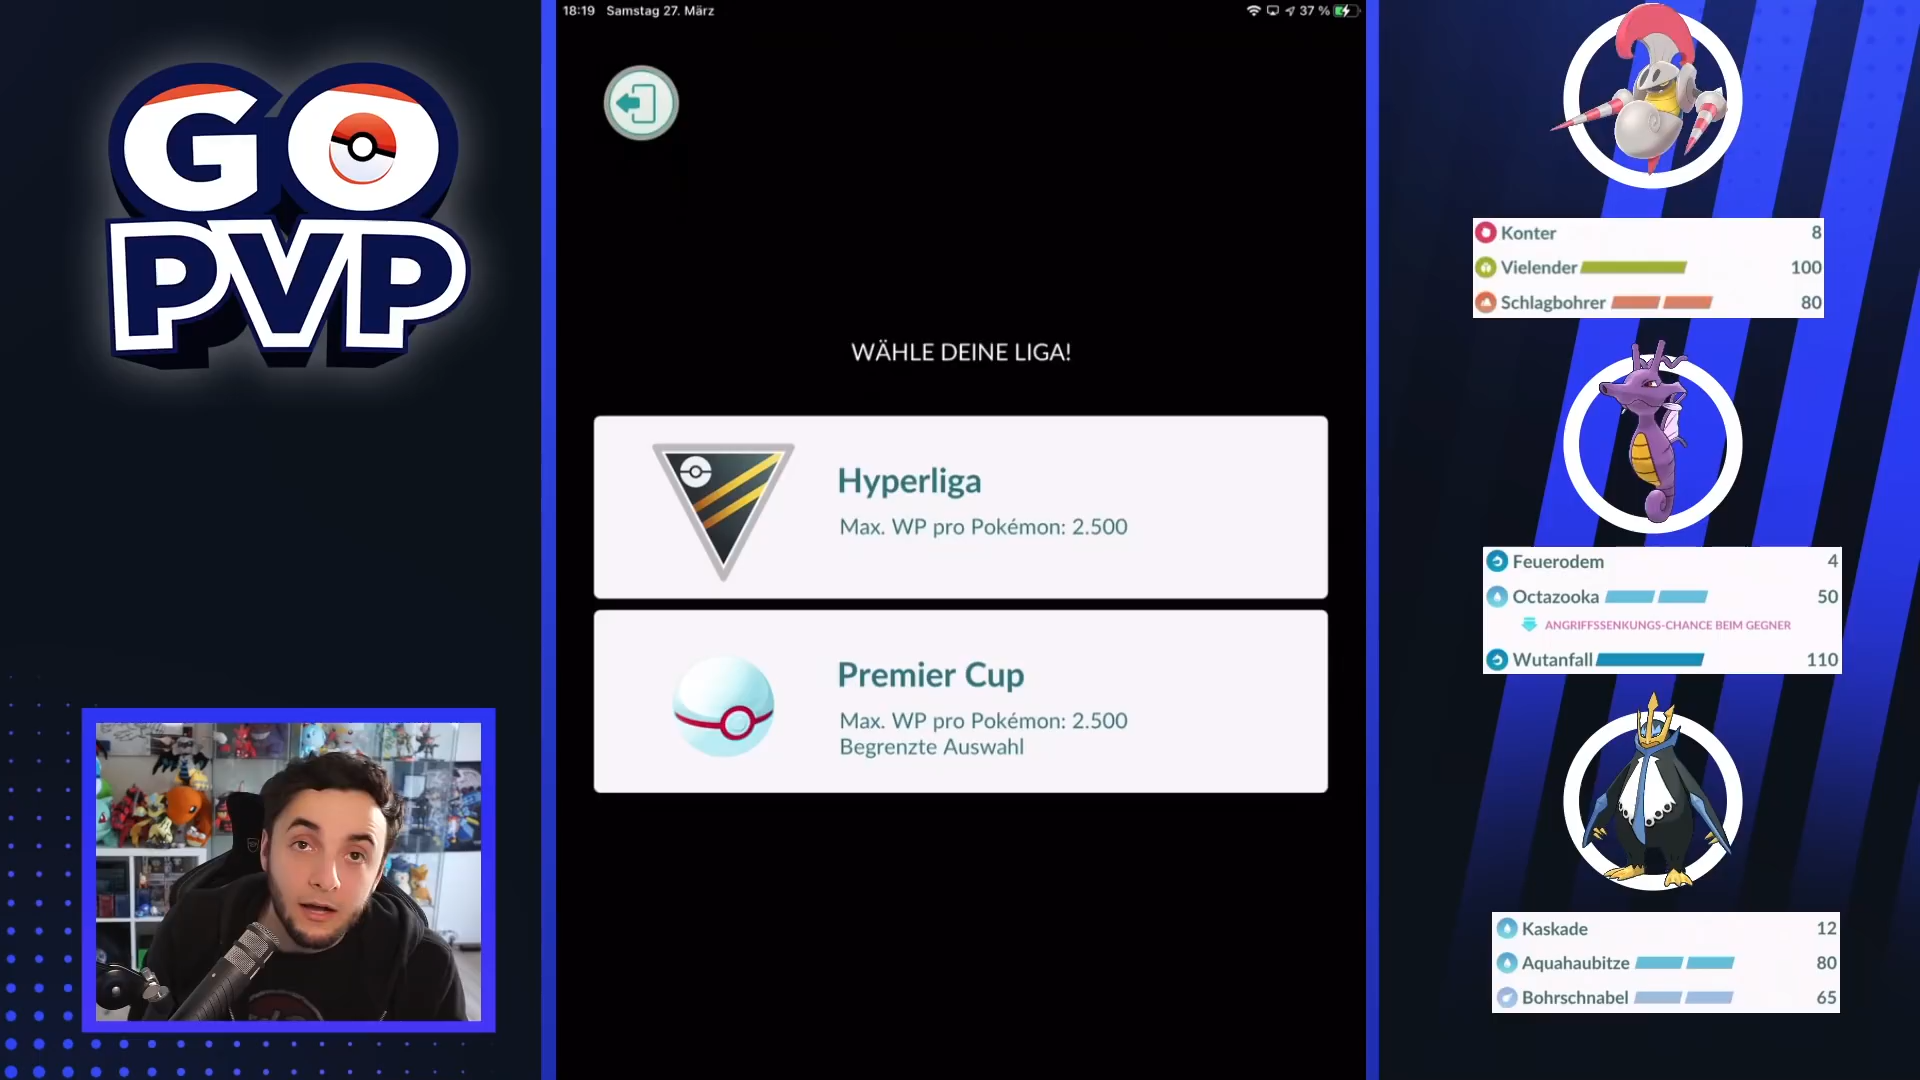 GO
PVP
18:19 Samstag 27. März
37 %
WÄHLE DEINE LIGA!
Hyperliga
Max. WP pro Pokémon: 2.500
Premier Cup
Max. WP pro Pokémon: 2.500
Begrenzte Auswahl
Konter 8
Vielender 100
Schlagbohrer 80
Feuerodem 4
Octazooka 50
ANGRIFFSSENKUNGS-CHANCE BEIM GEGNER
Wutanfall 110
Kaskade 12
Aquahaubitze 80
Bohrschnabel 65